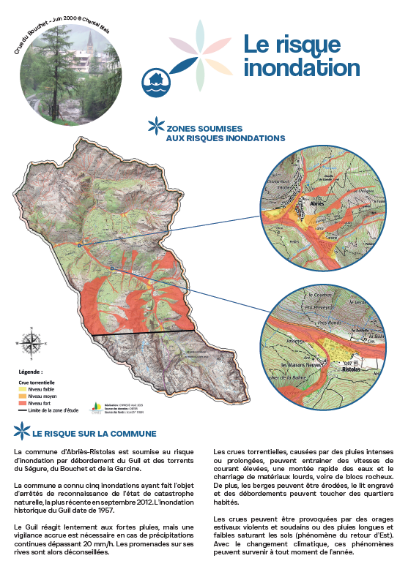 Crue du Bouchet - Juin 2000 © Chantal Blais
Le risque
inondation
ZONES SOUMISES
AUX RISQUES INONDATIONS
Abriès
Ristolas
Légende :
Crue torrentielle
Niveau faible
Niveau moyen
Niveau fort
Limite de la zone d'étude
LE RISQUE SUR LA COMMUNE
La commune d'Abriès-Ristolas est soumise au risque
d'inondation par débordement du Guil et des torrents
du Ségure, du Bouchet et de la Garcine.
La commune a connu cinq inondations ayant fait l'objet
d'arrêtés de reconnaissance de l'état de catastrophe
naturelle, la plus récente en septembre 2012. L'inondation
historique du Guil date de 1957.
Le Guil réagit lentement aux fortes pluies, mais une
vigilance accrue est nécessaire en cas de précipitations
continues dépassant 20 mm/h. Les promenades sur ses
rives sont alors déconseillées.
Les crues torrentielles, causées par des pluies intenses
ou prolongées, peuvent entraîner des vitesses de
courant élevées, une montée rapide des eaux et le
charriage de matériaux lourds, voire de blocs rocheux.
De plus, les berges peuvent être érodées, le lit engravé
et des débordements peuvent toucher des quartiers
habités.
Les crues peuvent être provoquées par des orages
estivaux violents et soudains ou des pluies longues et
faibles saturant les sols (phénomène du retour d'Est).
Avec le changement climatique, ces phénomènes
peuvent survenir à tout moment de l'année.